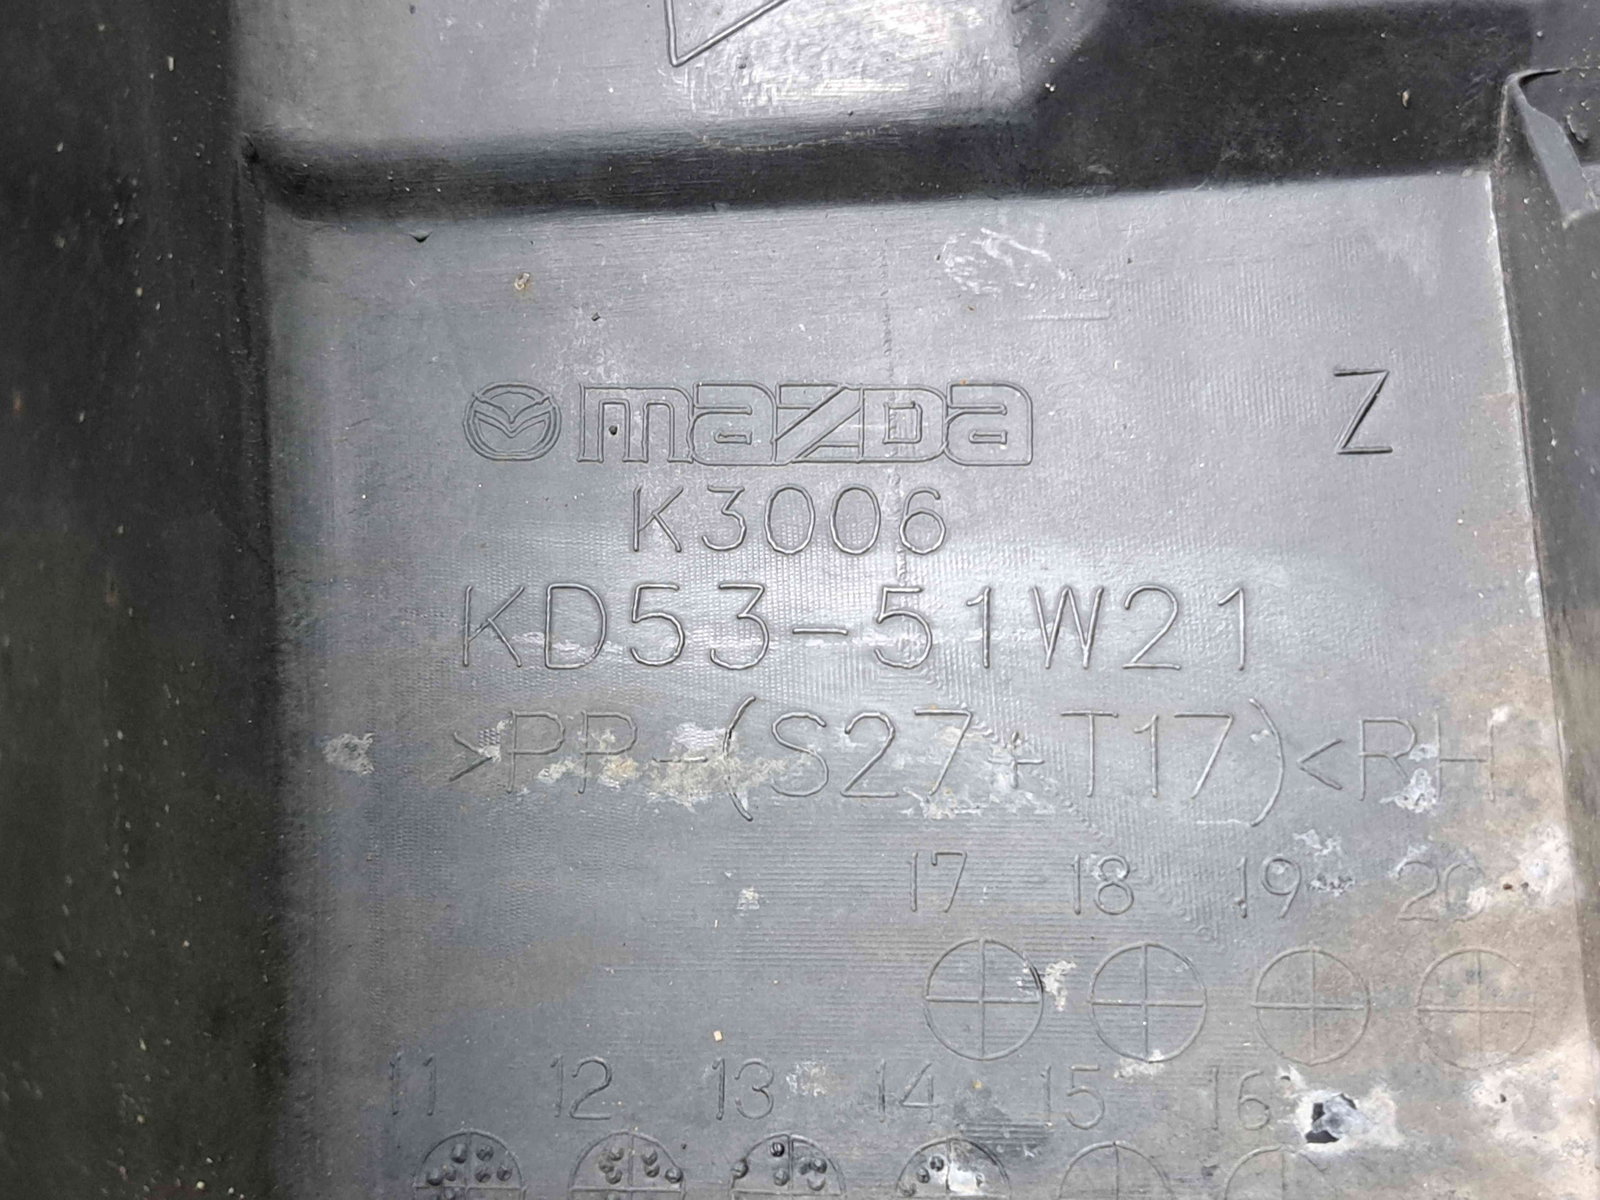 mazda Z
K3006
KD53-51W21
>PP-(S27+T17)<RH
17 18 19 20
11 12 13 14 15 16